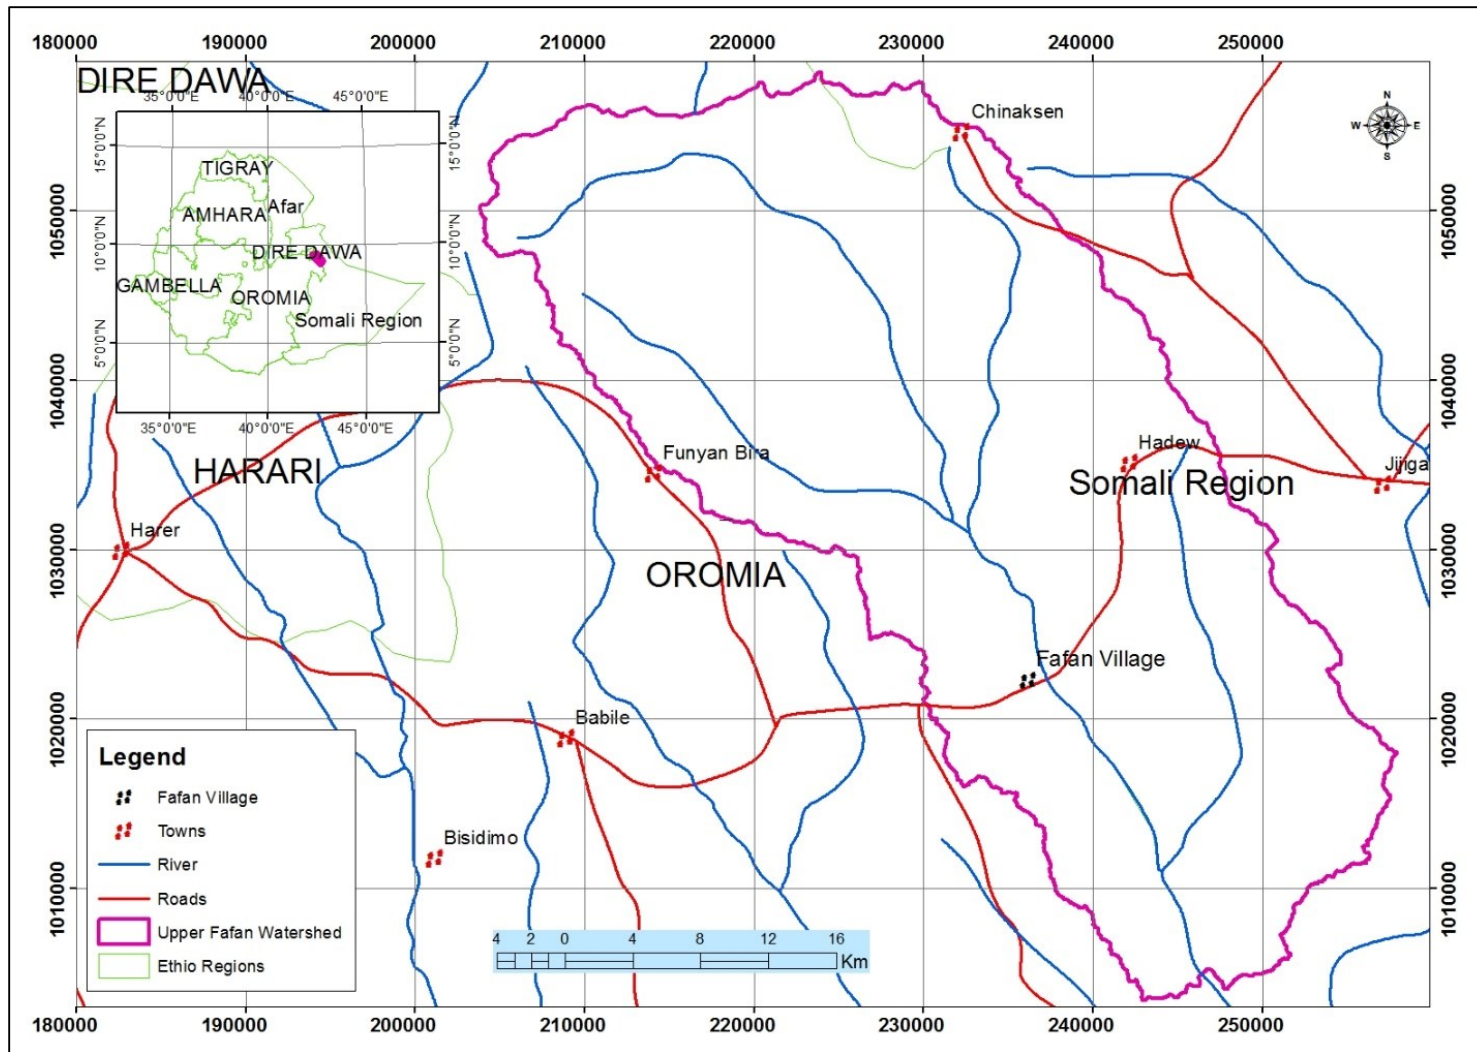 180000 190000 200000 210000 220000 230000 240000 250000
DIRE DAWA
35°0'0"E 40°0'0"E 45°0'0"E
15°0'0"N 15°0'0"N
10°0'0"N 10°0'0"N
5°0'0"N 5°0'0"N
TIGRAY
AMHARA
Afar
DIRE DAWA
GAMBELLA
OROMIA
Somali Region
35°0'0"E 40°0'0"E 45°0'0"E
N
W E
S
Chinaksen
1050000 1050000
1040000 1040000
Funyan Bira
Hadew
Jijiga
HARARI
Somali Region
Harer
1030000 1030000
OROMIA
Fafan Village
1020000 1020000
Babile
Bisidimo
1010000 1010000
Legend
Fafan Village
Towns
River
Roads
Upper Fafan Watershed
Ethio Regions
4 2 0 4 8 12 16
Km
180000 190000 200000 210000 220000 230000 240000 250000